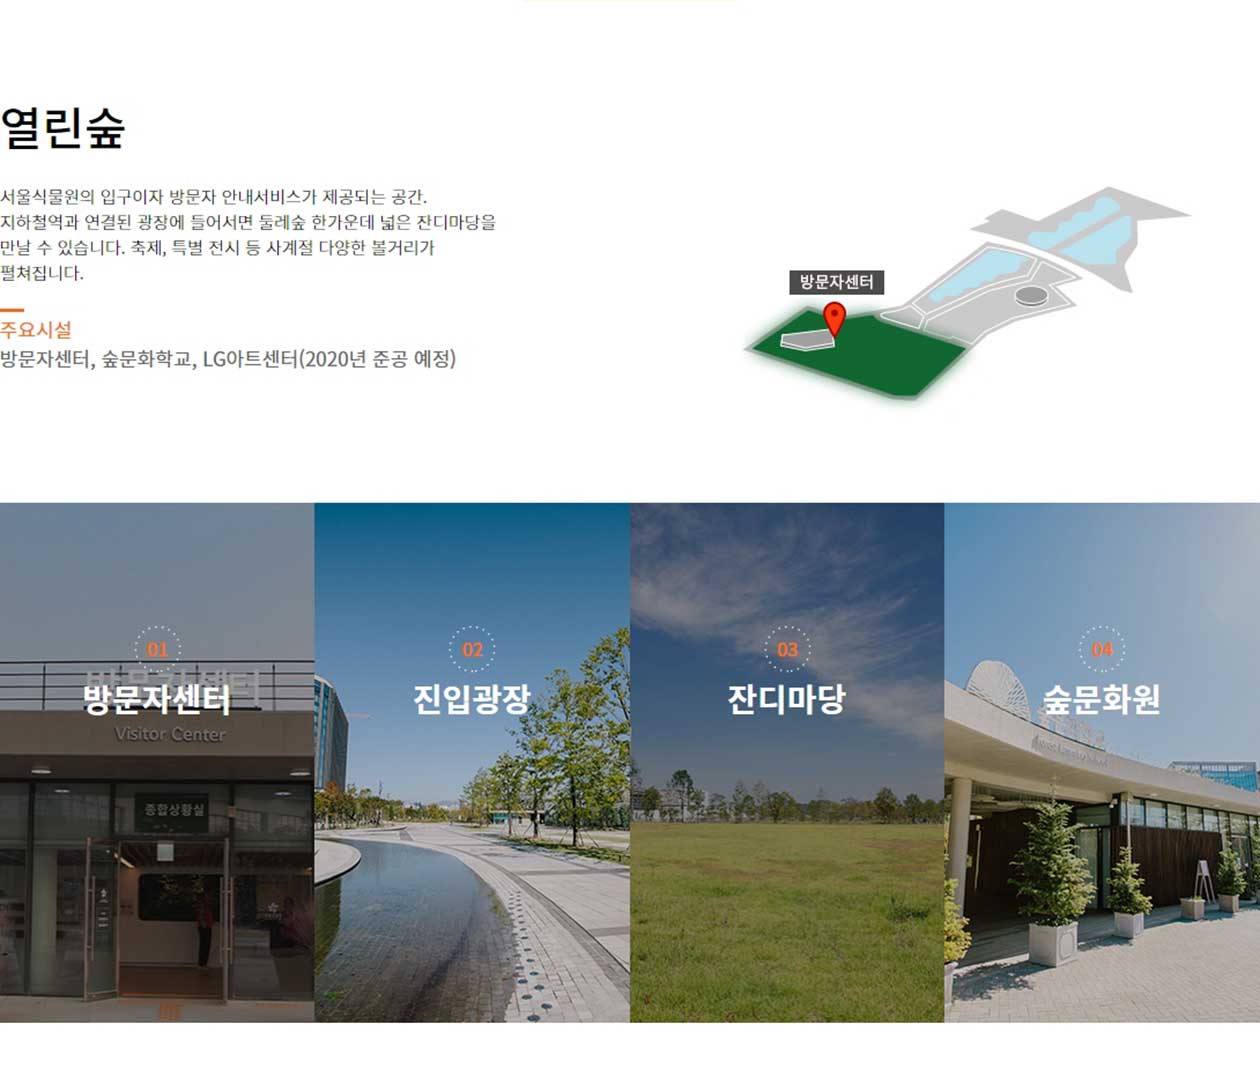 열린숲
서울식물원의 입구이자 방문자 안내서비스가 제공되는 공간.
지하철역과 연결된 광장에 들어서면 둘레숲 한가운데 넓은 잔디마당을
만날 수 있습니다. 축제, 특별 전시 등 사계절 다양한 볼거리가
펼쳐집니다.
주요시설
방문자센터, 숲문화학교, LG아트센터(2020년 준공 예정)
방문자센터
01
방문자센터
방문자센터
Visitor Center
종합상황실
02
진입광장
03
잔디마당
04
숲문화원